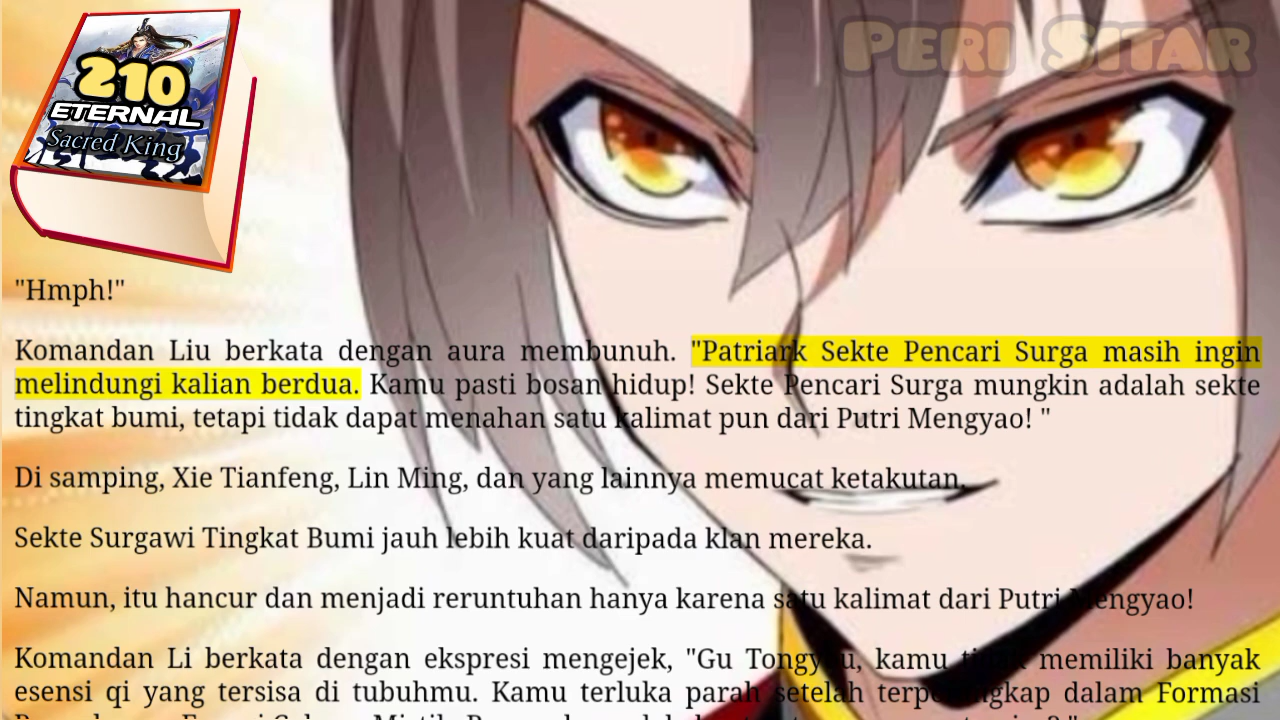 PERI SITAR
210
ETERNAL
Sacred King
"Hmph!"
Komandan Liu berkata dengan aura membunuh. "Patriark Sekte Pencari Surga masih ingin
melindungi kalian berdua. Kamu pasti bosan hidup! Sekte Pencari Surga mungkin adalah sekte
tingkat bumi, tetapi tidak dapat menahan satu kalimat pun dari Putri Mengyao! "
Di samping, Xie Tianfeng, Lin Ming, dan yang lainnya memucat ketakutan.
Sekte Surgawi Tingkat Bumi jauh lebih kuat daripada klan mereka.
Namun, itu hancur dan menjadi reruntuhan hanya karena satu kalimat dari Putri Mengyao!
Komandan Li berkata dengan ekspresi mengejek, "Gu kamu memiliki banyak
esensi qi yang tersisa di tubuhmu. Kamu terluka parah setelah dalam Formasi